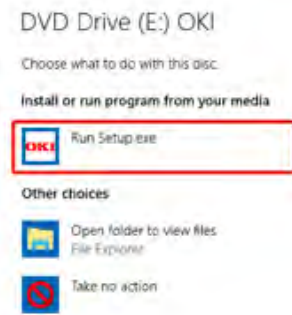 DVD Drive (E:) OKI
Choose what to do with this disc.
Install or run program from your media
OKI
Run Setup exe
Other choices
Open folder to view files
File Explorer
Take no action